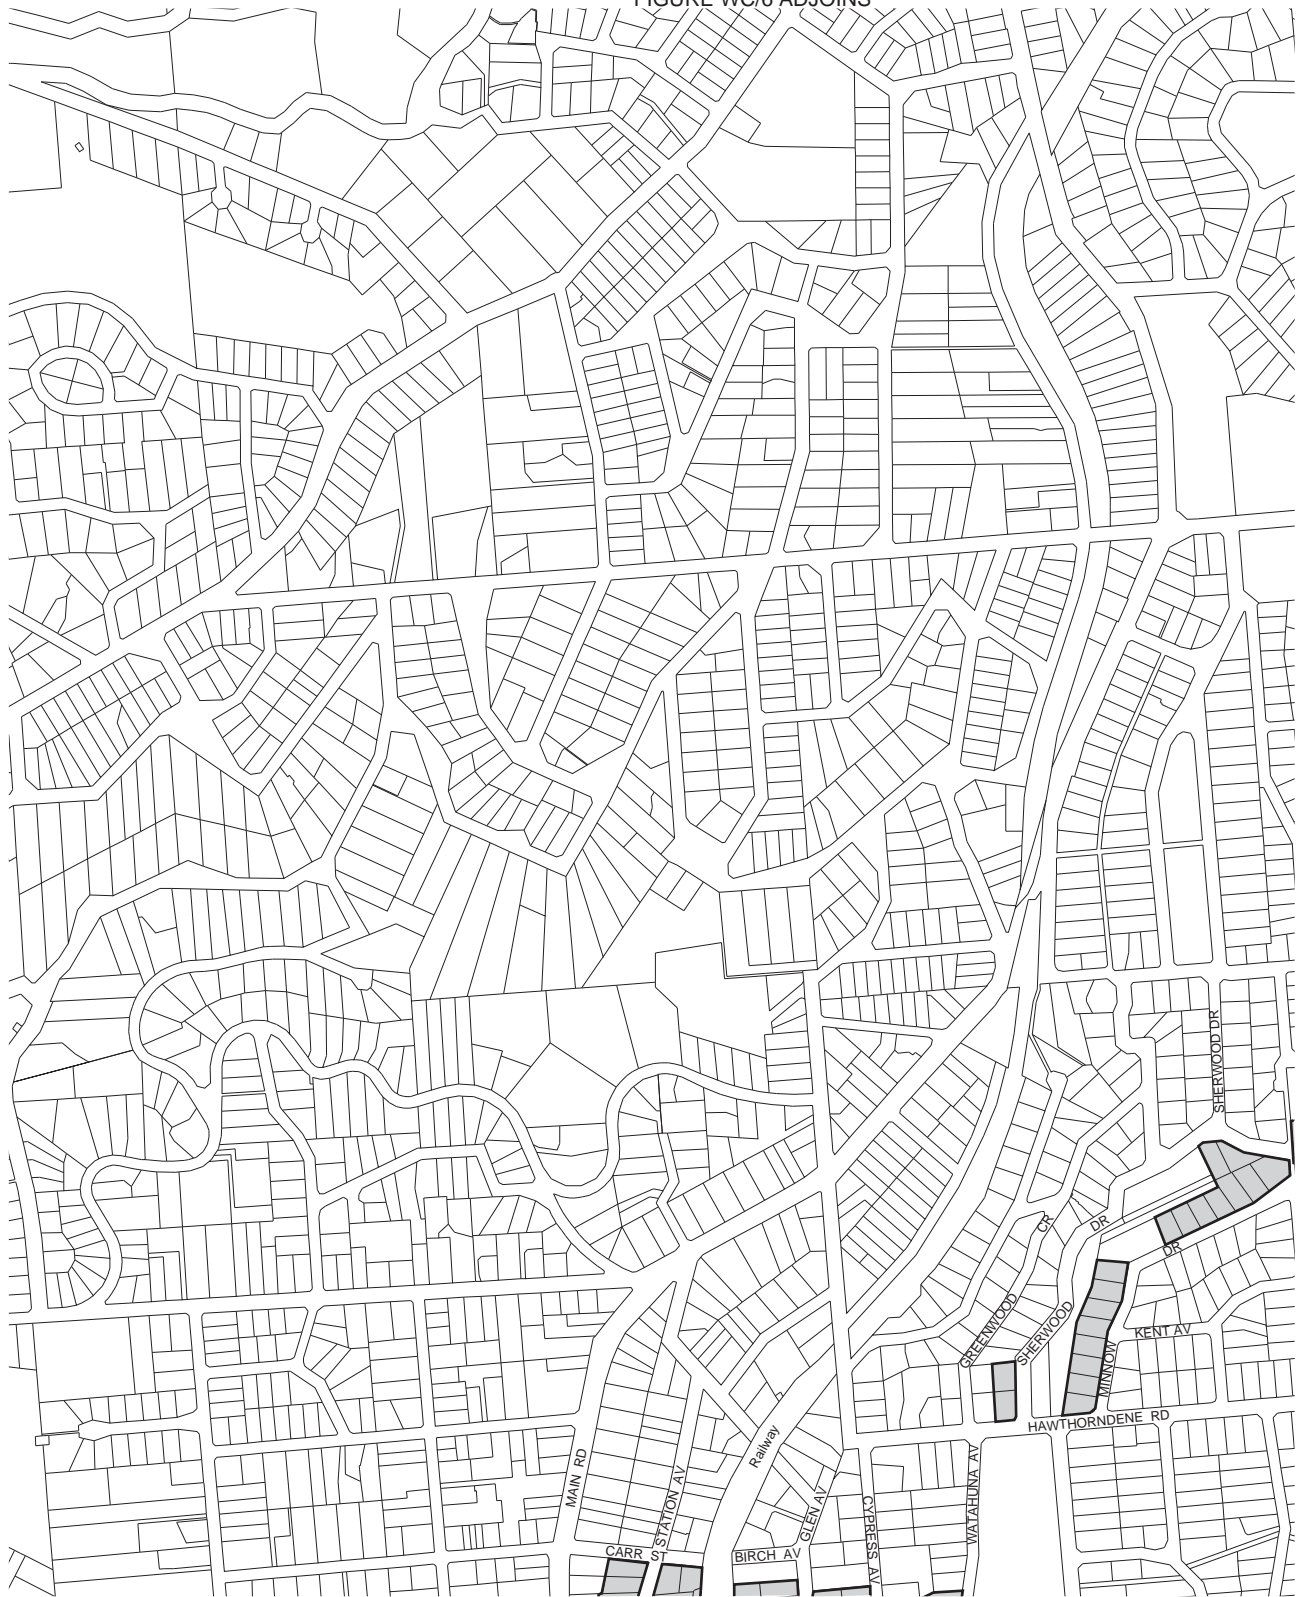 FIGURE WC/6 ADJOINS
SHERWOOD DR
CR
DR
DR
GREENWOOD
SHERWOOD
KENT AV
MINNOW
HAWTHORNDENE RD
Railway
MAIN RD
STATION AV
GLEN AV
CYPRESS AV
WATAHUNA AV
CARR ST
BIRCH AV